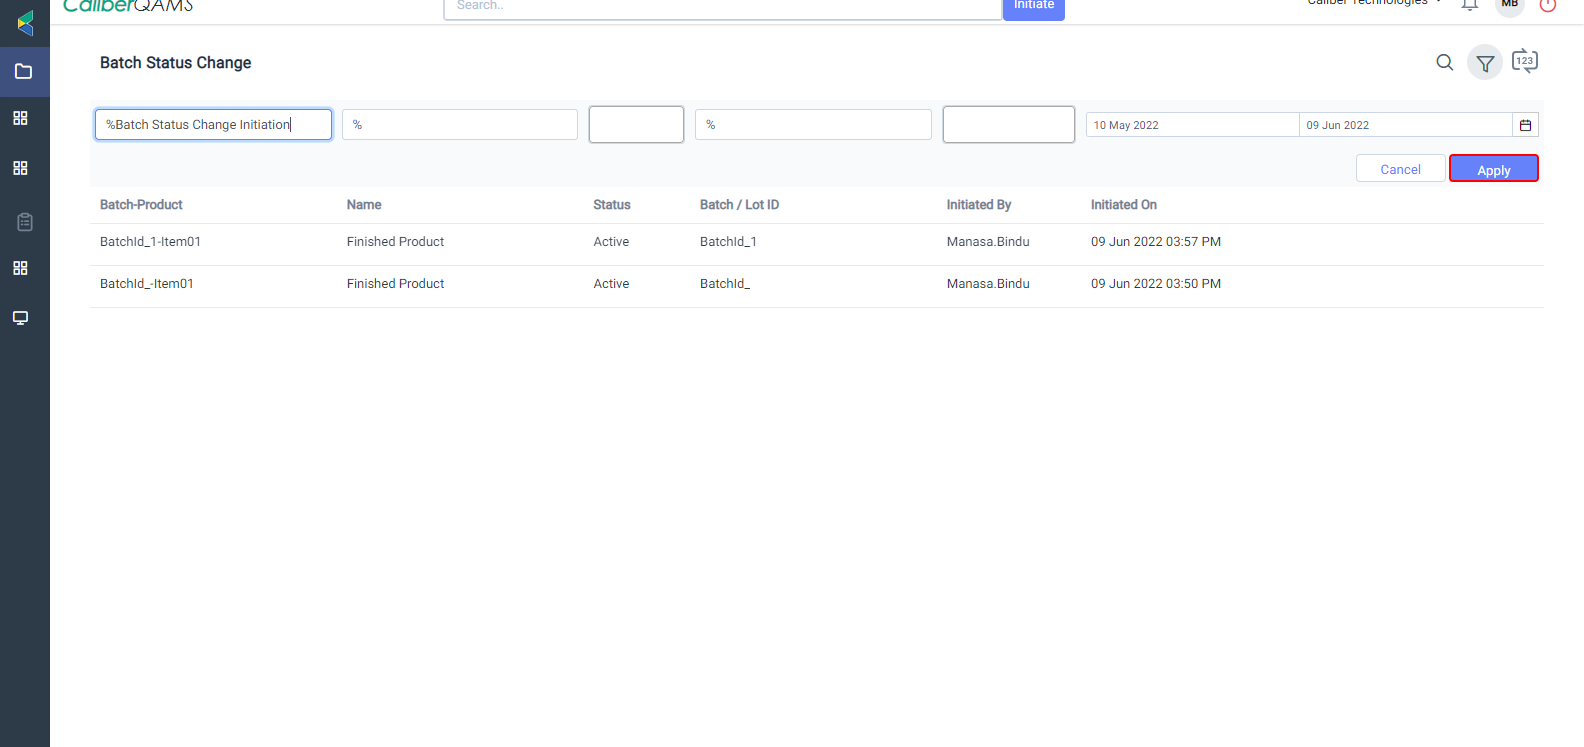 CaliberQAMS
Search..
Initiate
Caliber Technologies
MB
Batch Status Change
123
%Batch Status Change Initiation
%
%
10 May 2022
09 Jun 2022
Cancel
Apply
Batch-Product Name Status Batch / Lot ID Initiated By Initiated On
BatchId_1-Item01 Finished Product Active BatchId_1 Manasa.Bindu 09 Jun 2022 03:57 PM
BatchId_-Item01 Finished Product Active BatchId_ Manasa.Bindu 09 Jun 2022 03:50 PM